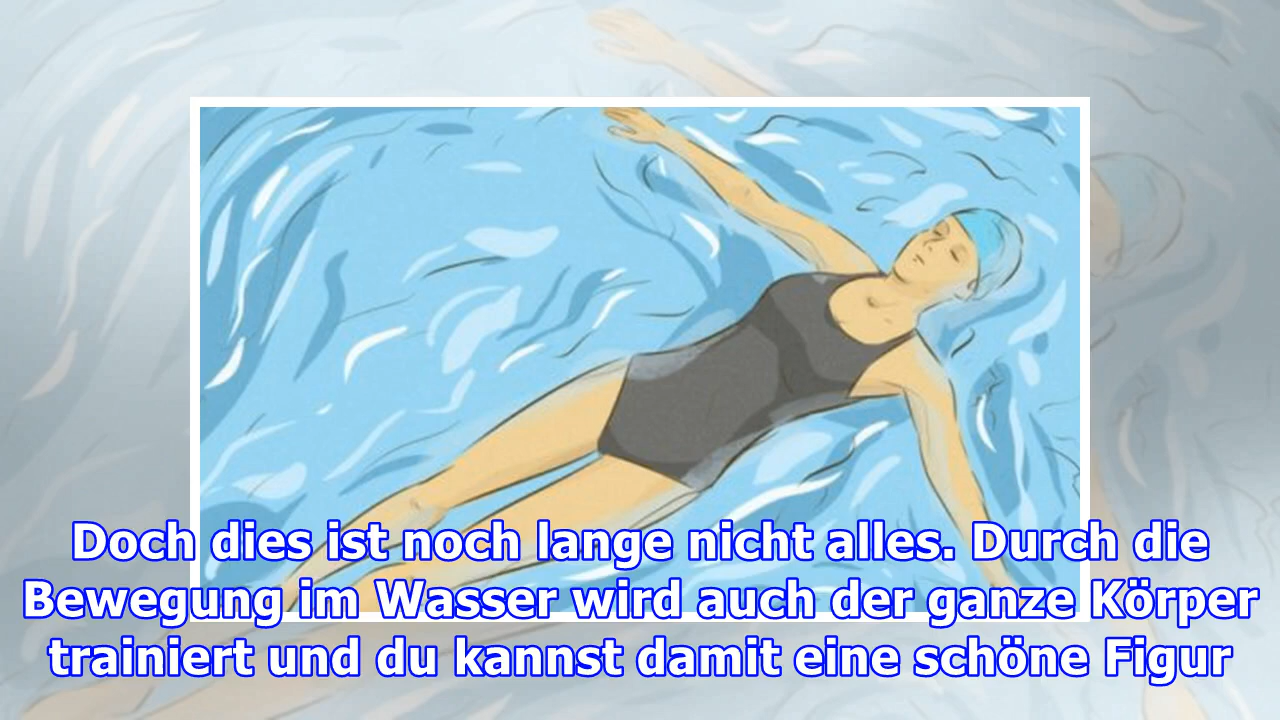 Doch dies ist noch lange nicht alles. Durch die
Bewegung im Wasser wird auch der ganze Körper
trainiert und du kannst damit eine schöne Figur